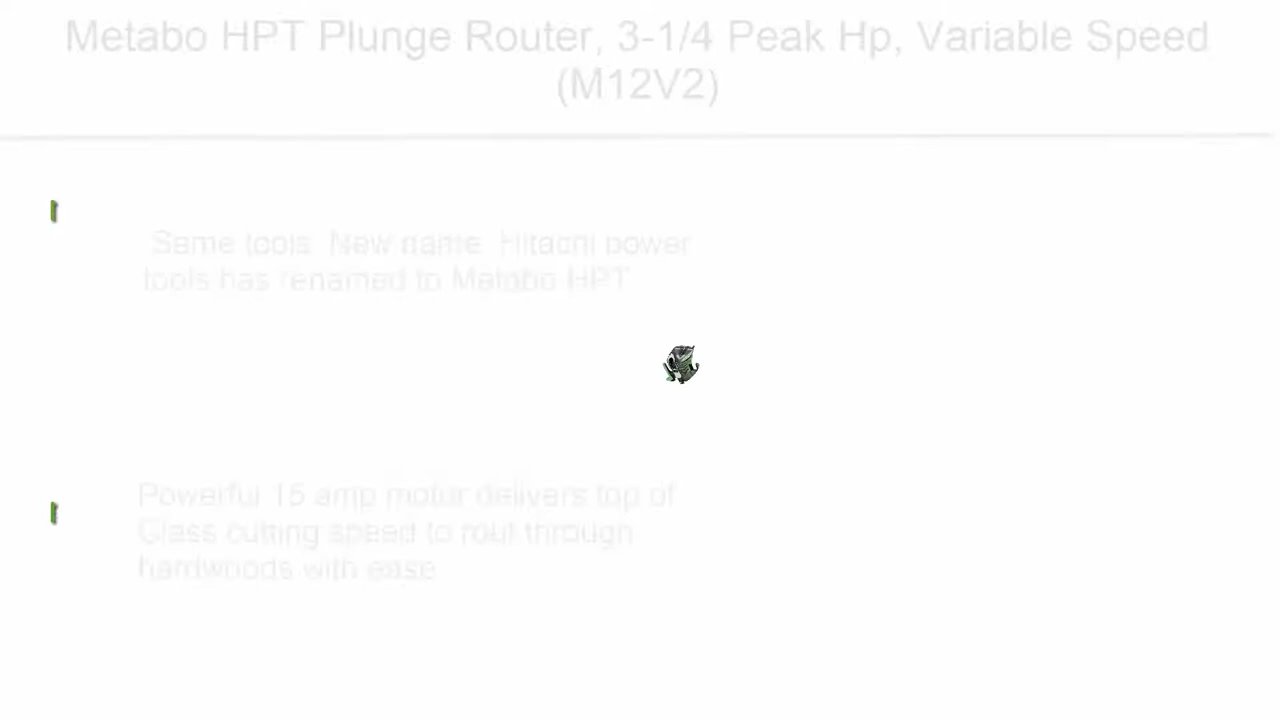 Metabo HPT Plunge Router, 3-1/4 Peak Hp, Variable Speed
(M12V2)
Same tools. New name. Hitachi power
tools has renamed to Metabo HPT
Powerful 15 amp motor delivers top of
Glass cutting speed to rout through
hardwoods with ease